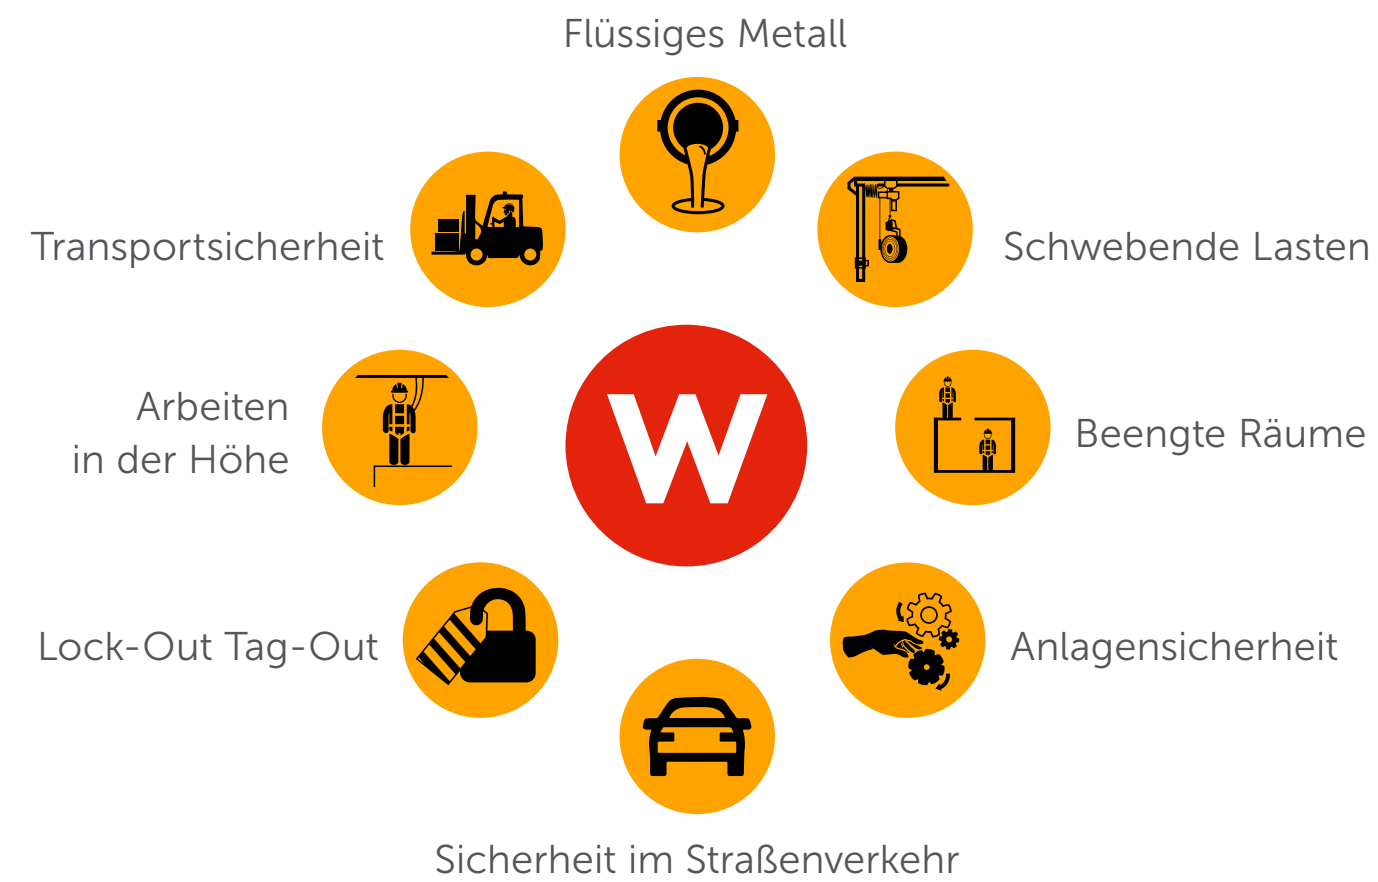 Flüssiges Metall
Transportsicherheit
Schwebende Lasten
Arbeiten
in der Höhe
W
Beengte Räume
Lock-Out Tag-Out
Anlagensicherheit
Sicherheit im Straßenverkehr